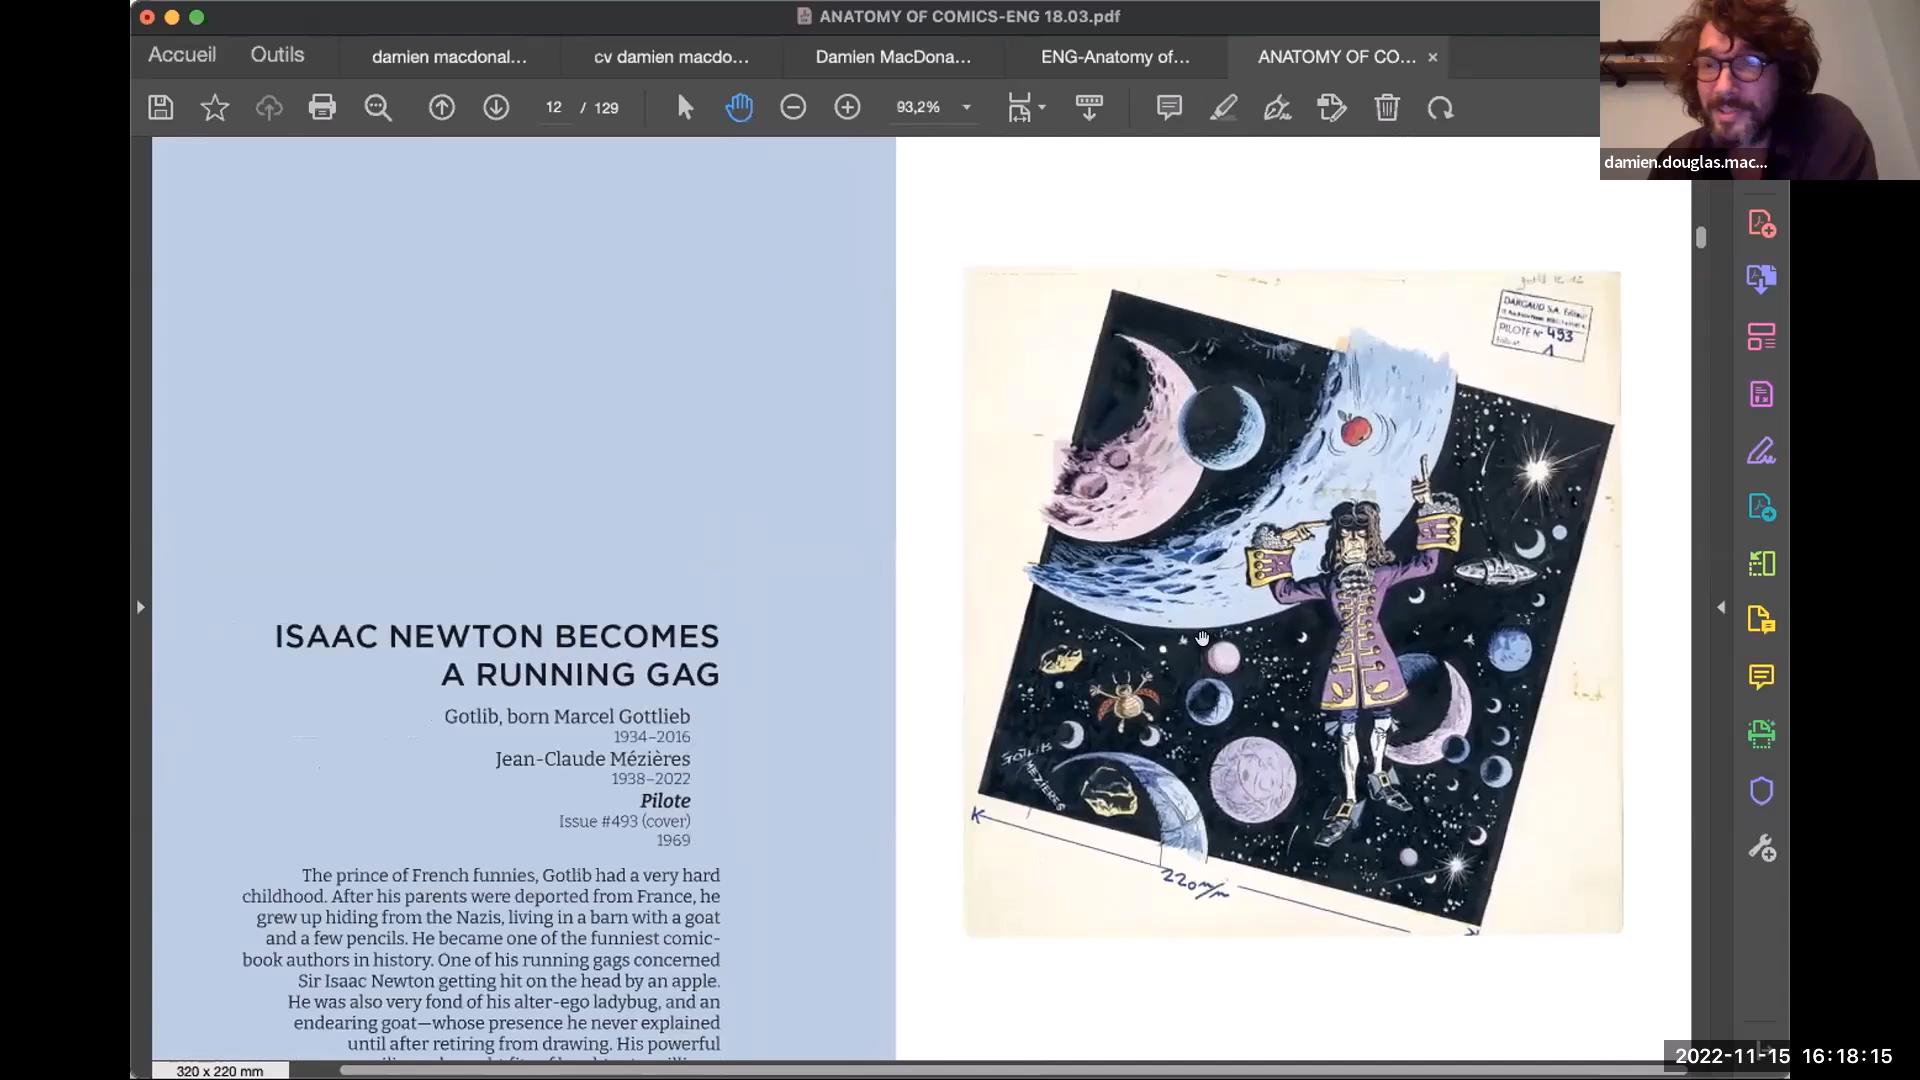 ANATOMY OF COMICS-ENG 18.03.pdf
Accueil
Outils
damien macdonal...
cv damien macdo...
Damien MacDona...
ENG-Anatomy of...
ANATOMY OF CO...
12 / 129
93,2%
damien.douglas.mac...
DARGAUD S.A. Editeur
PILOTE N° 493
1
ISAAC NEWTON BECOMES
A RUNNING GAG
Gotlib, born Marcel Gottlieb
1934–2016
Jean-Claude Mézières
1938–2022
Pilote
Issue #493 (cover)
1969
The prince of French funnies, Gotlib had a very hard
childhood. After his parents were deported from France, he
grew up hiding from the Nazis, living in a barn with a goat
and a few pencils. He became one of the funniest comic-
book authors in history. One of his running gags concerned
Sir Isaac Newton getting hit on the head by an apple.
He was also very fond of his alter-ego ladybug, and an
endearing goat—whose presence he never explained
until after retiring from drawing. His powerful
GOTLIB
MEZIERES
220 m/m
320 x 220 mm
2022-11-15 16:18:15